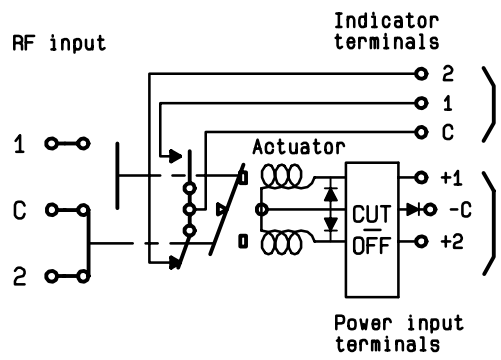 Indicator
terminals
RF input
2
1
C
Actuator
1
+1
C
CUT
OFF
-C
+2
2
Power input
terminals